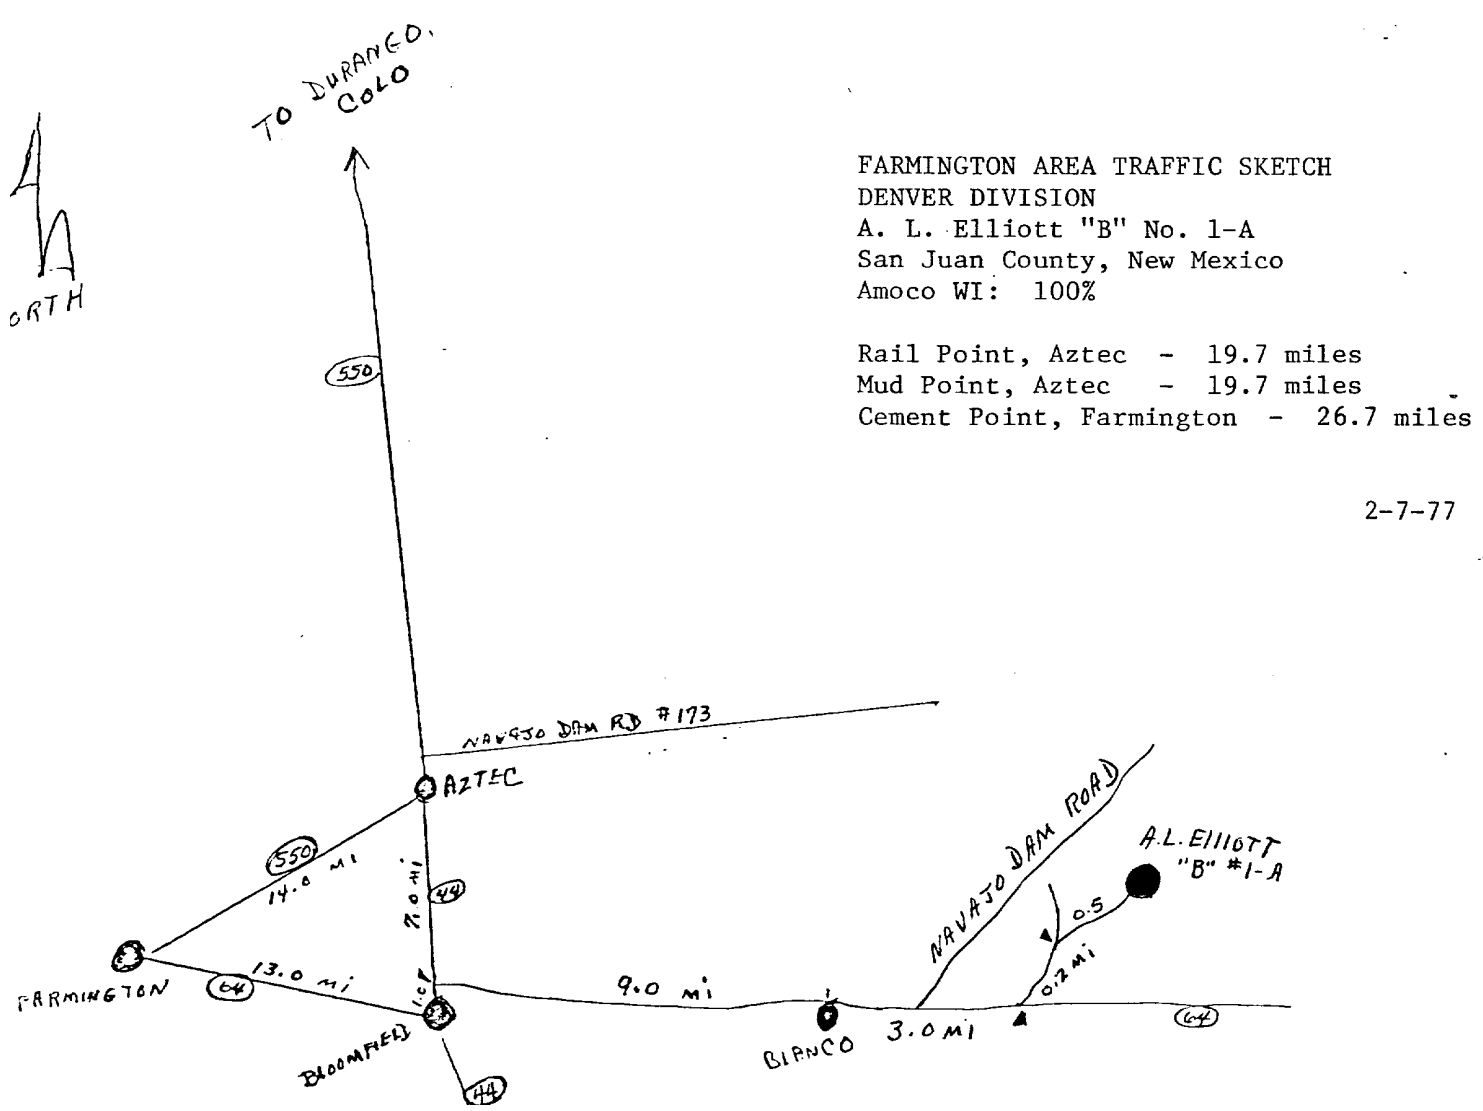 TO DURANGO,
COLO
ORTH
FARMINGTON AREA TRAFFIC SKETCH
DENVER DIVISION
A. L. Elliott "B" No. 1-A
San Juan County, New Mexico
Amoco WI: 100%
Rail Point, Aztec - 19.7 miles
Mud Point, Aztec - 19.7 miles
Cement Point, Farmington - 26.7 miles
2-7-77
550
NAVAJO DAM RD #173
AZTEC
550
14.0 MI
7.0 Mi
44
NAVAJO DAM ROAD
A.L. Elliott
"B" #1-A
0.5
0.2 Mi
FARMINGTON
13.0 mi
64
BLOOMFIELD
44
9.0 mi
BLANCO
3.0 Mi
64